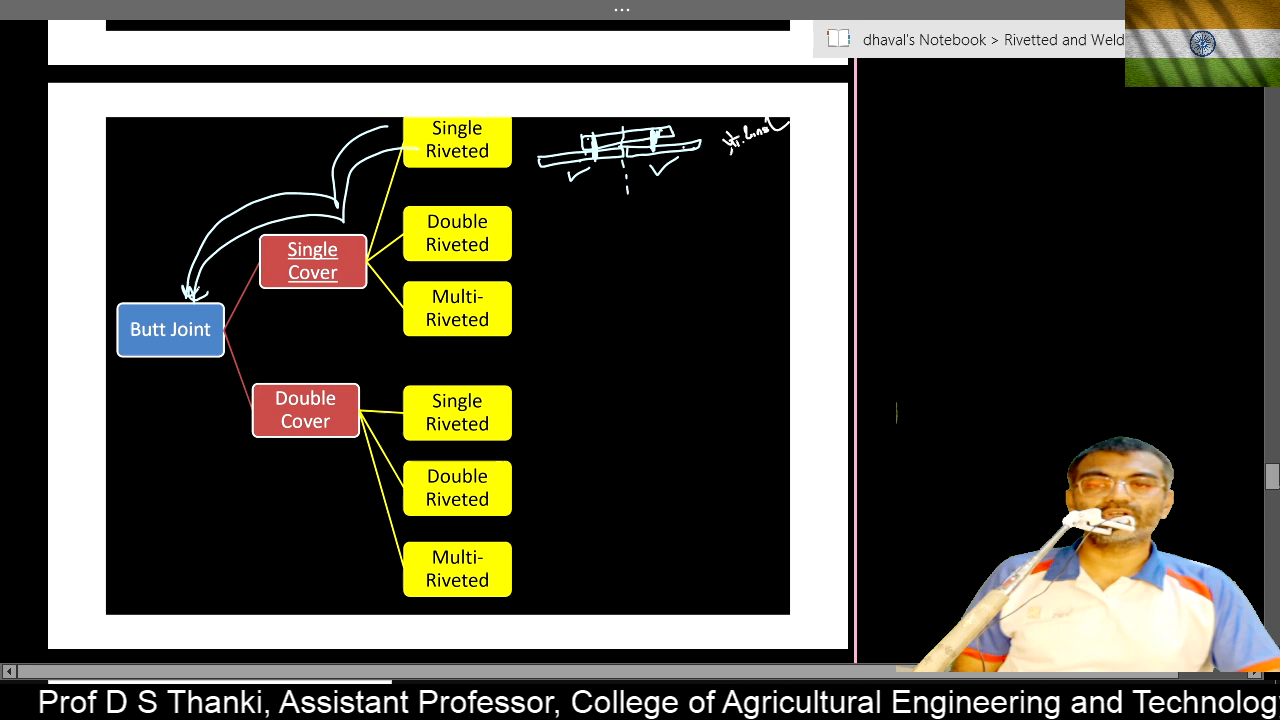 ...
dhaval's Notebook > Rivetted and Weld
Single
Riveted
Double
Riveted
Single
Cover
Multi-
Riveted
Butt Joint
Double
Cover
Single
Riveted
Double
Riveted
Multi-
Riveted
Prof D S Thanki, Assistant Professor, College of Agricultural Engineering and Technolog